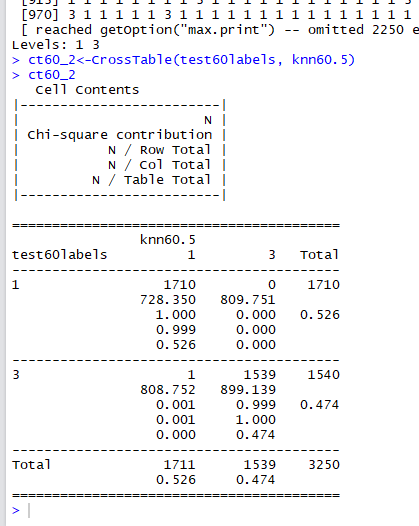 [970] 3 1 1 1 1 1 3 1 1 1 1 1 1 1 1 1 1 1 1 1 1
[ reached getOption("max.print") -- omitted 2250 e
Levels: 1 3
> ct60_2<-CrossTable(test60labels, knn60.5)
> ct60_2
   Cell Contents
|-------------------------|
|                       N |
| Chi-square contribution |
|           N / Row Total |
|           N / Col Total |
|         N / Table Total |
|-------------------------|
=========================================
                knn60.5
test60labels          1        3    Total
-----------------------------------------
1                  1710        0     1710
                728.350  809.751
                  1.000    0.000    0.526
                  0.999    0.000
                  0.526    0.000
-----------------------------------------
3                     1     1539     1540
                808.752  899.139
                  0.001    0.999    0.474
                  0.001    1.000
                  0.000    0.474
-----------------------------------------
Total              1711     1539     3250
                  0.526    0.474
=========================================
>